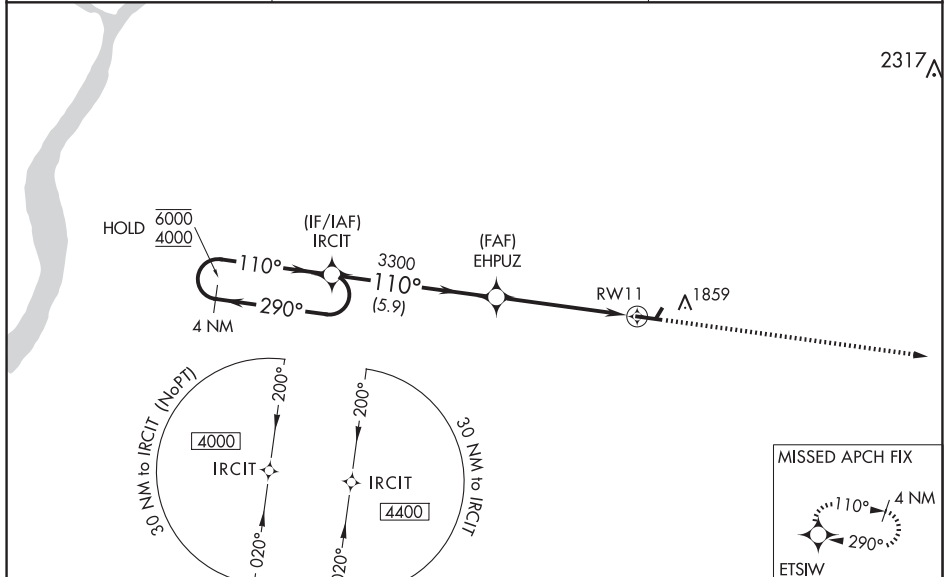 2317
HOLD 6000
4000
(IF/IAF)
IRCIT
(FAF)
EHPUZ
110°
3300
110°
(5.9)
290°
4 NM
RW11
1859
30 NM to IRCIT (NoPT)
200°
4000
IRCIT
020°
200°
30 NM to IRCIT
IRCIT
4400
020°
MISSED APCH FIX
110°
4 NM
290°
ETSIW